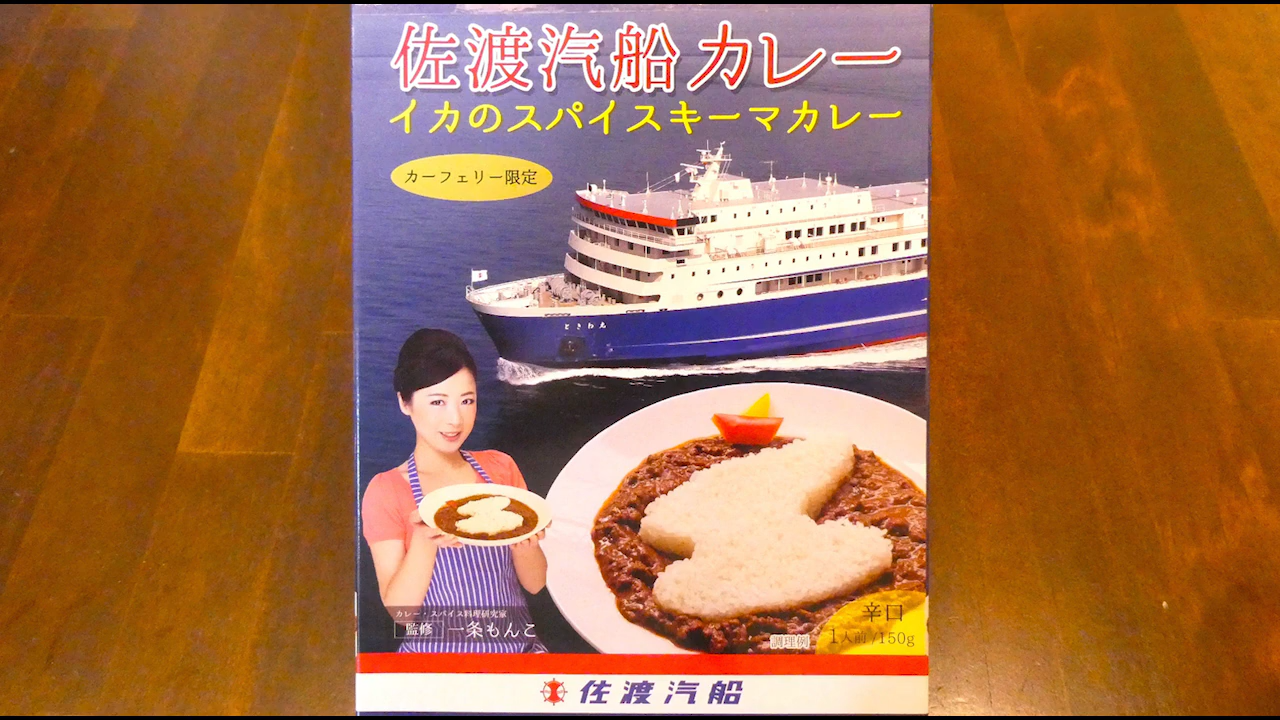 佐渡汽船カレー
イカのスパイスキーマカレー
カーフェリー限定
ときわ丸
カレー・スパイス料理研究家
監修 一条もんこ
辛口
1人前/150g
調理例
佐渡汽船